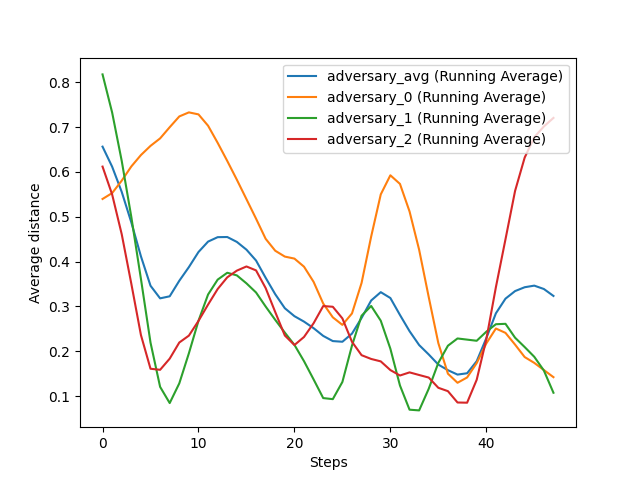 adversary_avg (Running Average)
adversary_0 (Running Average)
adversary_1 (Running Average)
adversary_2 (Running Average)
Average distance
0.8
0.7
0.6
0.5
0.4
0.3
0.2
0.1
0 10 20 30 40
Steps